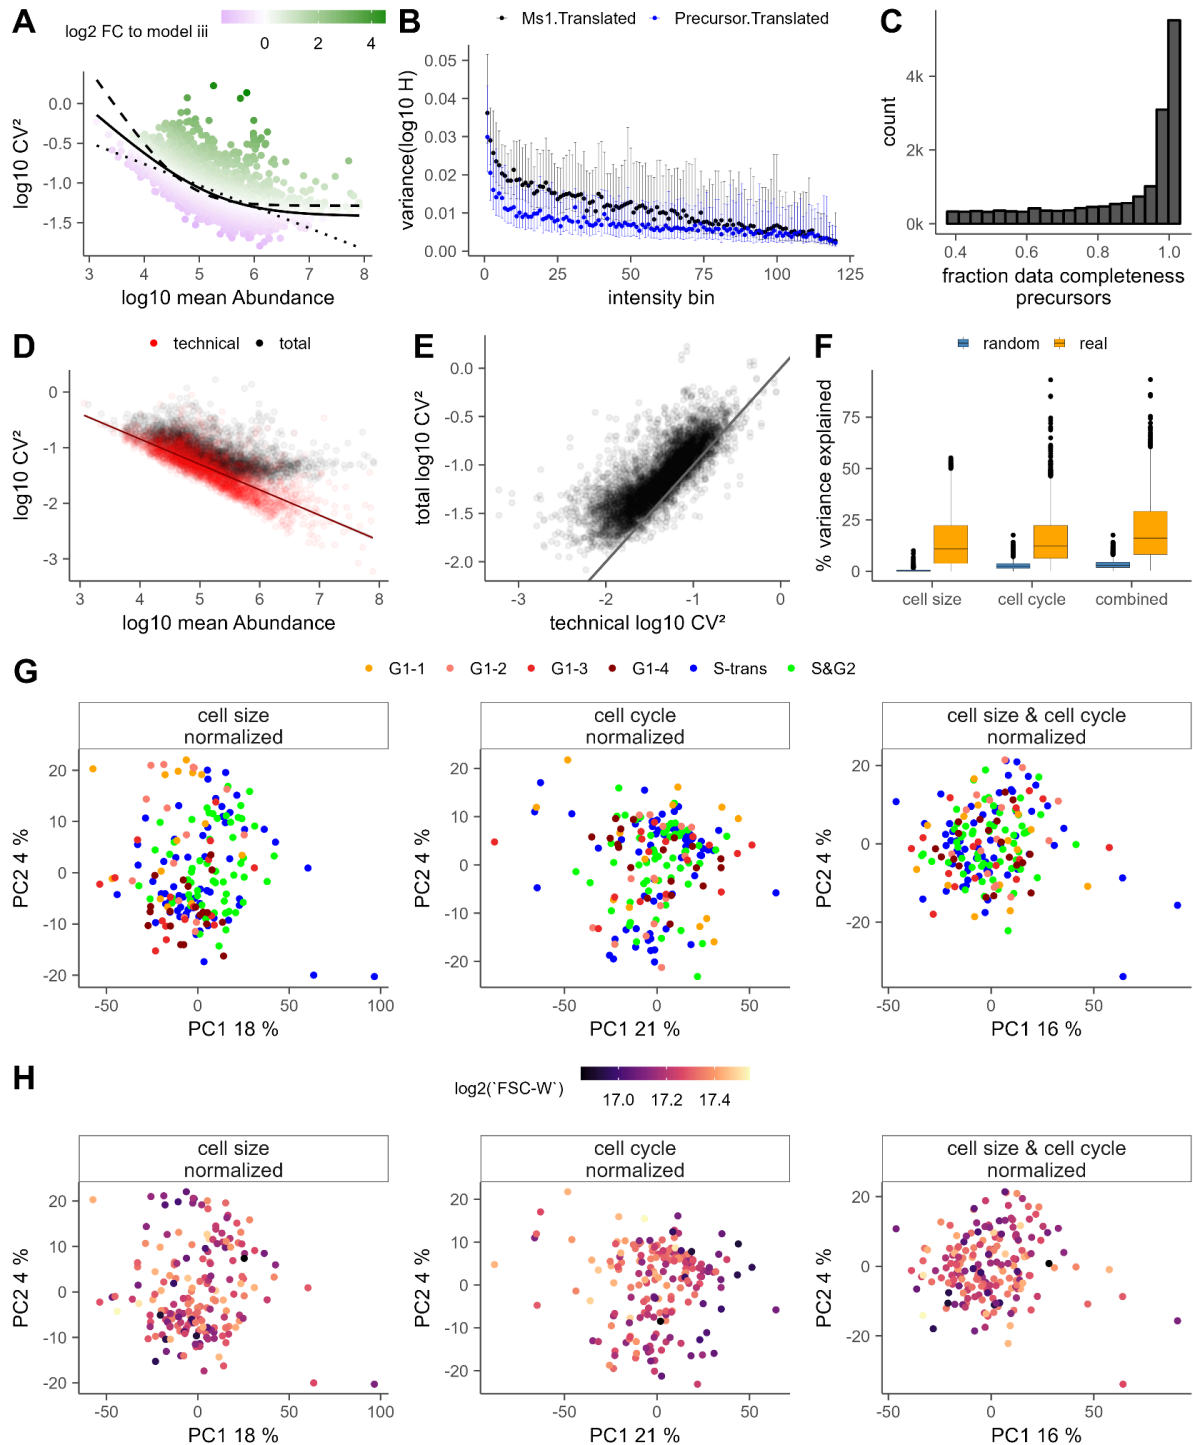 A
log2 FC to model iii
0 2 4
log10 CV²
0.0
-0.5
-1.0
-1.5
3 4 5 6 7 8
log10 mean Abundance
B
Ms1.Translated Precursor.Translated
variance(log10 H)
0.05
0.04
0.03
0.02
0.01
0.00
0 25 50 75 100 125
intensity bin
C
count
4k
2k
0k
0.4 0.6 0.8 1.0
fraction data completeness
precursors
D
technical total
log10 CV²
0
-1
-2
-3
3 4 5 6 7 8
log10 mean Abundance
E
total log10 CV²
0.0
-0.5
-1.0
-1.5
-2.0
-3 -2 -1 0
technical log10 CV²
F
random real
% variance explained
75
50
25
0
cell size cell cycle combined
G
G1-1 G1-2 G1-3 G1-4 S-trans S&G2
cell size
normalized
PC2 4 %
20
10
0
-10
-20
-50 0 50 100
PC1 18 %
cell cycle
normalized
PC2 4 %
20
10
0
-10
-20
-50 0 50
PC1 21 %
cell size & cell cycle
normalized
PC2 4 %
20
0
-20
-50 0 50
PC1 16 %
H
log2(`FSC-W`)
17.0 17.2 17.4
cell size
normalized
PC2 4 %
20
10
0
-10
-20
-50 0 50 100
PC1 18 %
cell cycle
normalized
PC2 4 %
20
10
0
-10
-20
-50 0 50
PC1 21 %
cell size & cell cycle
normalized
PC2 4 %
20
0
-20
-50 0 50
PC1 16 %